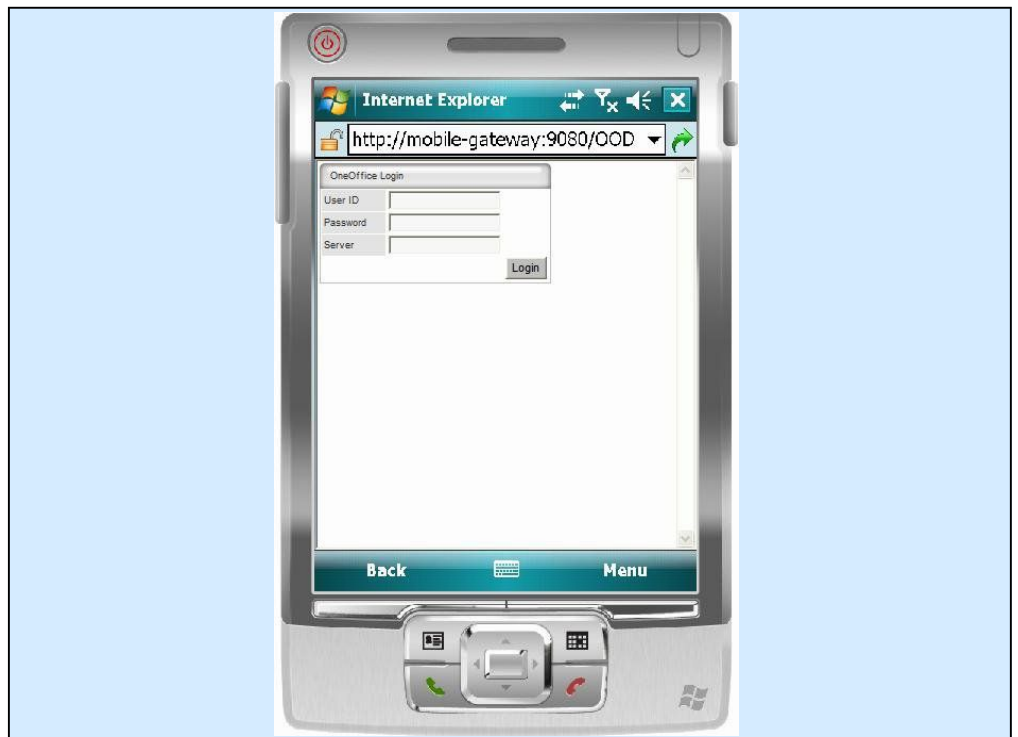 Internet Explorer
http://mobile-gateway:9080/OOD
OneOffice Login
User ID
Password
Server
Login
Back Menu